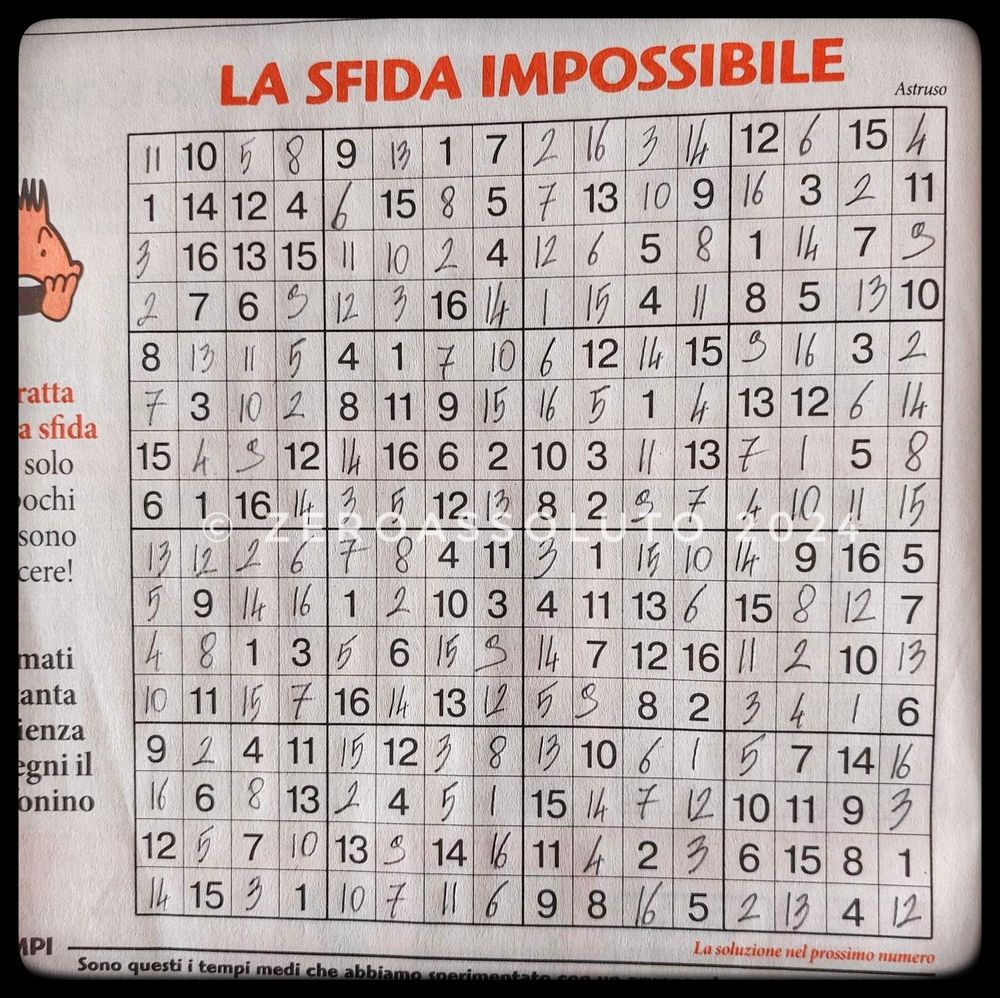 LA SFIDA IMPOSSIBILE
Astruso
11 10 5 8 9 13 1 7 2 16 3 14 12 6 15 4
1 14 12 4 6 15 8 5 7 13 10 9 16 3 2 11
3 16 13 15 11 10 2 4 12 6 5 8 1 14 7 9
2 7 6 9 12 3 16 14 1 15 4 11 8 5 13 10
8 13 11 5 4 1 7 10 6 12 14 15 9 16 3 2
7 3 10 2 8 11 9 15 16 5 1 4 13 12 6 14
15 4 9 12 14 16 6 2 10 3 11 13 7 1 5 8
6 1 16 14 3 5 12 13 8 2 9 7 4 10 11 15
13 12 2 6 7 8 4 11 3 1 15 10 14 9 16 5
5 9 14 16 1 2 10 3 4 11 13 6 15 8 12 7
4 8 1 3 5 6 15 9 14 7 12 16 11 2 10 13
10 11 15 7 16 14 13 12 5 9 8 2 3 4 1 6
9 2 4 11 15 12 3 8 13 10 6 1 5 7 14 16
16 6 8 13 2 4 5 1 15 14 7 12 10 11 9 3
12 5 7 10 13 9 14 16 11 4 2 3 6 15 8 1
14 15 3 1 10 7 11 6 9 8 16 5 2 13 4 12
© ZEROASSOLUTO 2024
ratta
a sfida
solo
ochi
sono
cere!
mati
anta
ienza
egni il
onino
MPI
La soluzione nel prossimo numero
Sono questi i tempi medi che abbiamo sperimentato con un